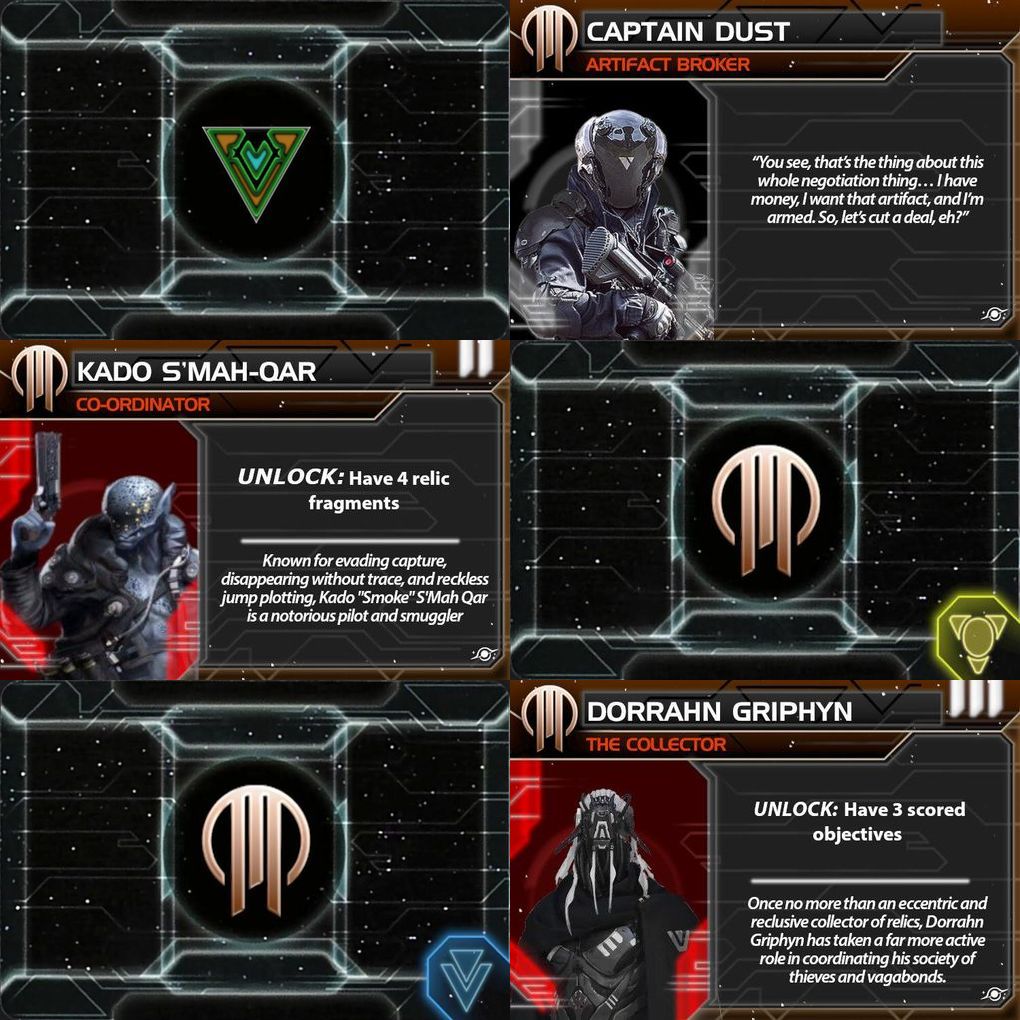 CAPTAIN DUST
ARTIFACT BROKER
“You see, that’s the thing about this
whole negotiation thing... I have
money, I want that artifact, and I’m
armed. So, let’s cut a deal, eh?”
KADO S'MAH-QAR
CO-ORDINATOR
UNLOCK: Have 4 relic
fragments
Known for evading capture,
disappearing without trace, and reckless
jump plotting, Kado "Smoke" S'Mah Qar
is a notorious pilot and smuggler
DORRAHN GRIPHYN
THE COLLECTOR
UNLOCK: Have 3 scored
objectives
Once no more than an eccentric and
reclusive collector of relics, Dorrahn
Griphyn has taken a far more active
role in coordinating his society of
thieves and vagabonds.